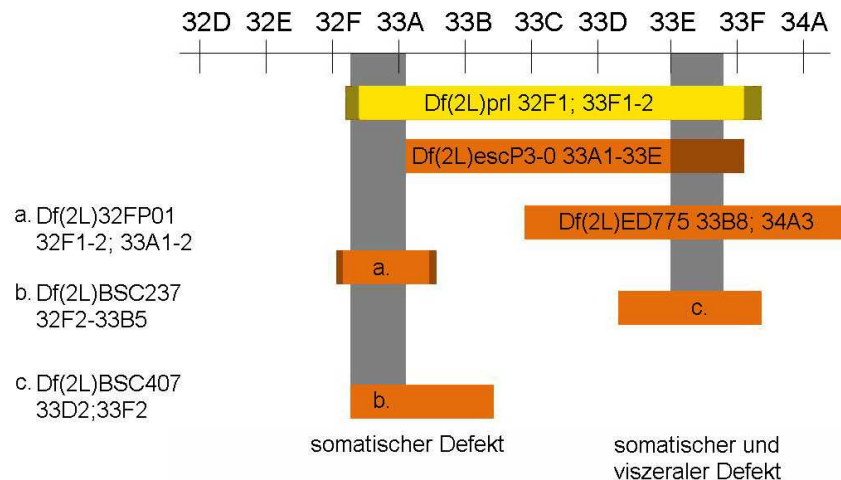 32D 32E 32F 33A 33B 33C 33D 33E 33F 34A
Df(2L)prl 32F1; 33F1-2
Df(2L)escP3-0 33A1-33E
a. Df(2L)32FP01
32F1-2; 33A1-2
Df(2L)ED775 33B8; 34A3
a.
b. Df(2L)BSC237
32F2-33B5
c.
c. Df(2L)BSC407
33D2;33F2
b.
somatischer Defekt
somatischer und
viszeraler Defekt